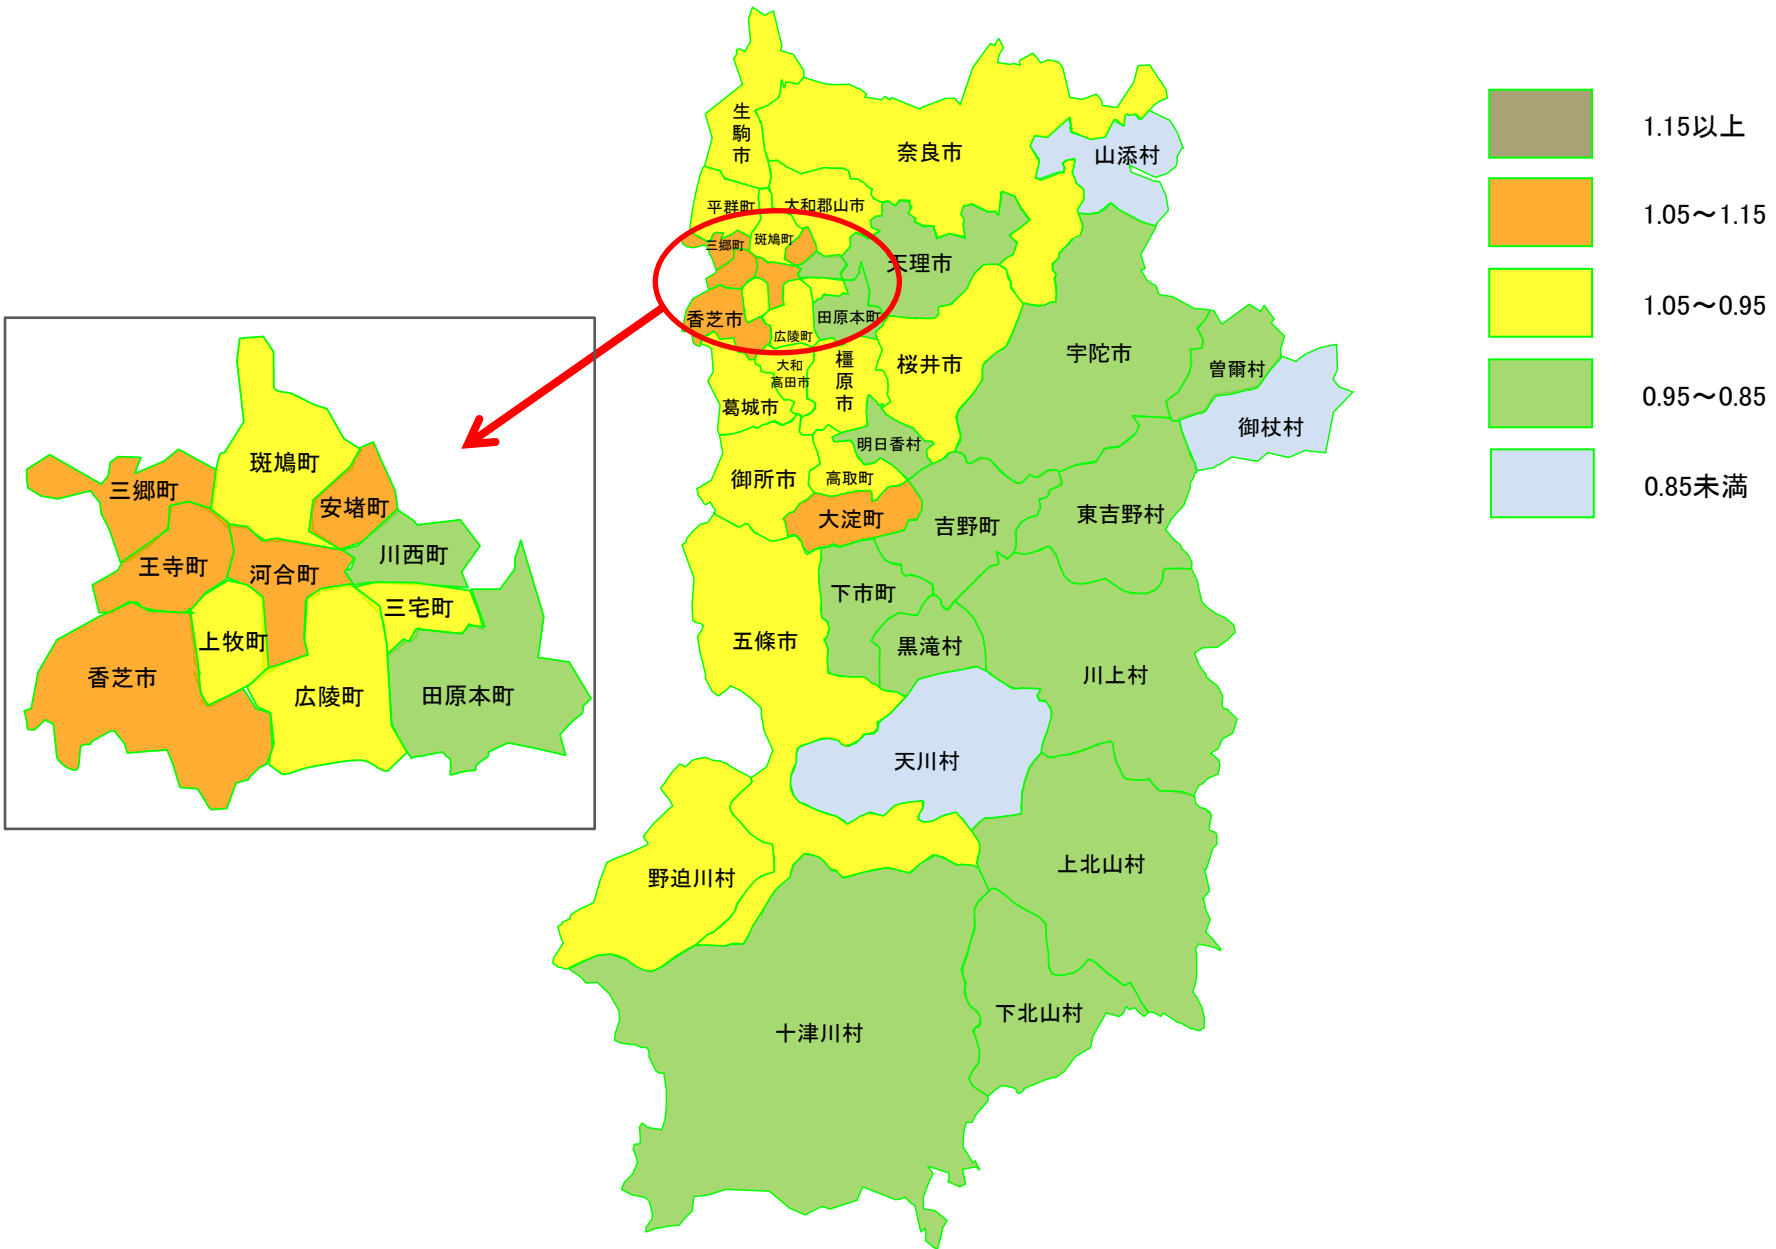 生駒市
奈良市
山添村
平群町
大和郡山市
三郷町
斑鳩町
天理市
香芝市
田原本町
広陵町
大和
高田市
橿原市
桜井市
宇陀市
曽爾村
葛城市
御杖村
明日香村
御所市
高取町
大淀町
吉野町
東吉野村
下市町
五條市
黒滝村
川上村
天川村
上北山村
野迫川村
下北山村
十津川村
斑鳩町
三郷町
安堵町
川西町
王寺町
河合町
三宅町
上牧町
香芝市
広陵町
田原本町
1.15以上
1.05～1.15
1.05～0.95
0.95～0.85
0.85未満